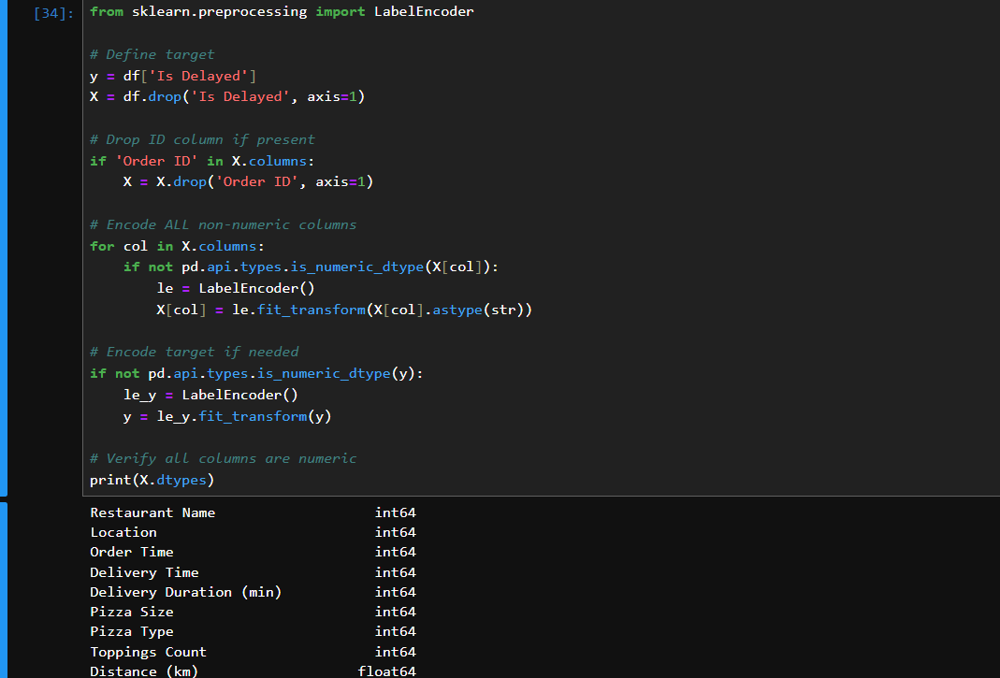 [34]: from sklearn.preprocessing import LabelEncoder
# Define target
y = df['Is Delayed']
X = df.drop('Is Delayed', axis=1)
# Drop ID column if present
if 'Order ID' in X.columns:
X = X.drop('Order ID', axis=1)
# Encode ALL non-numeric columns
for col in X.columns:
if not pd.api.types.is_numeric_dtype(X[col]):
le = LabelEncoder()
X[col] = le.fit_transform(X[col].astype(str))
# Encode target if needed
if not pd.api.types.is_numeric_dtype(y):
le_y = LabelEncoder()
y = le_y.fit_transform(y)
# Verify all columns are numeric
print(X.dtypes)
Restaurant Name int64
Location int64
Order Time int64
Delivery Time int64
Delivery Duration (min) int64
Pizza Size int64
Pizza Type int64
Toppings Count int64
Distance (km) float64